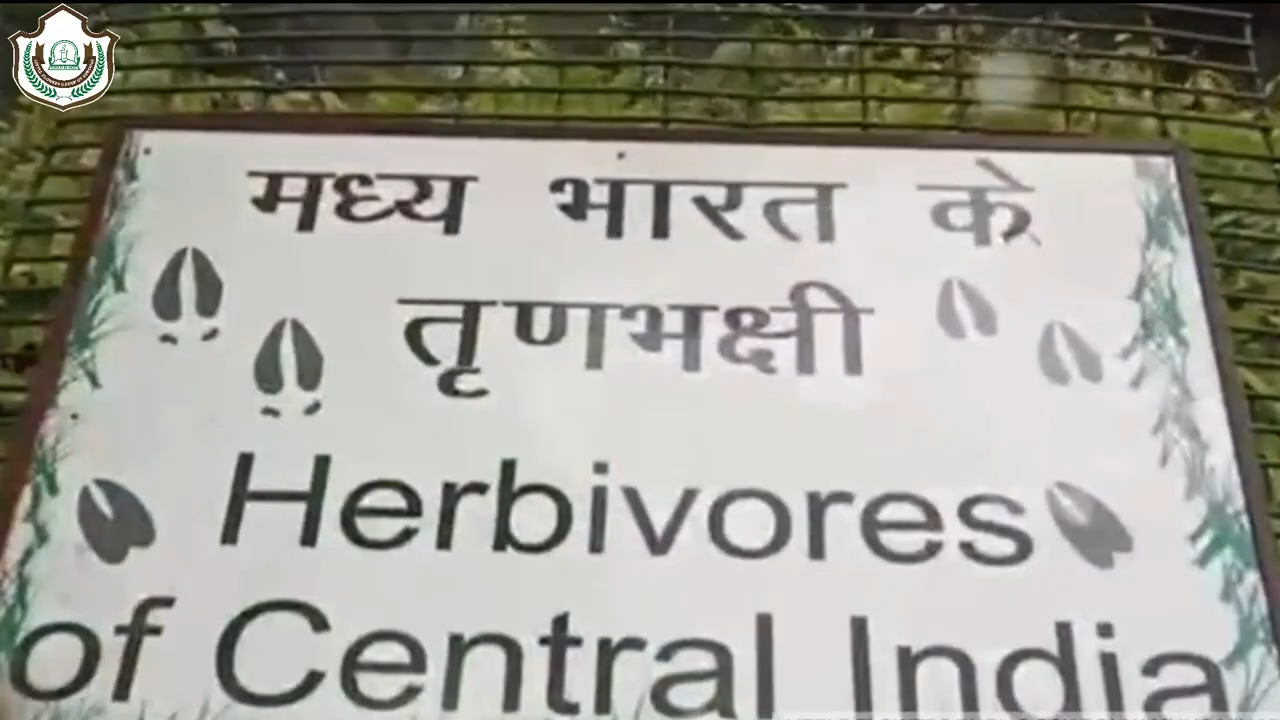 मध्य भारत के
तृणभक्षी
Herbivores
of Central India